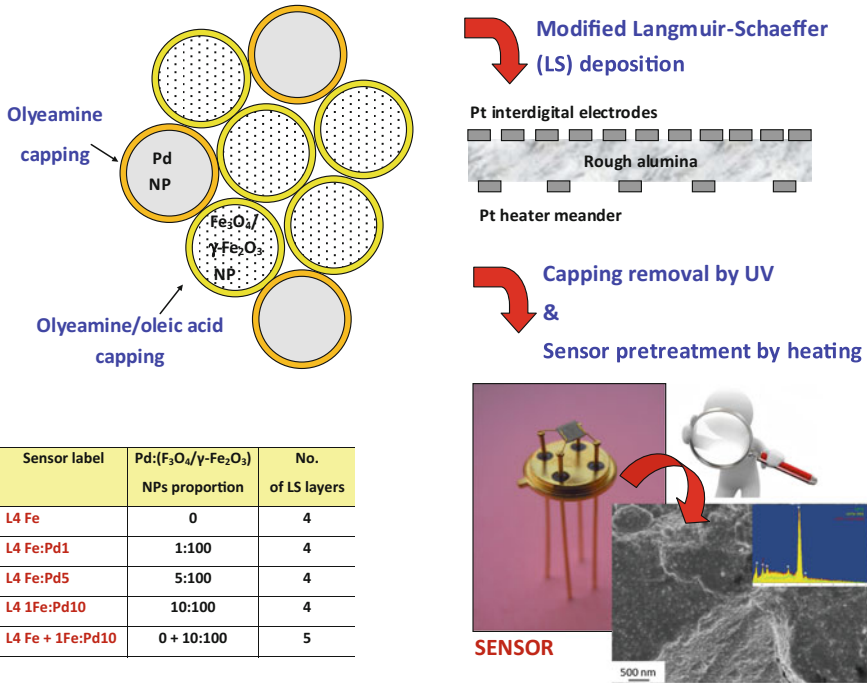 Olyeamine
capping
Pd
NP
Fe₃O₄/
γ-Fe₂O₃
NP
Olyeamine/oleic acid
capping
Modified Langmuir-Schaeffer
(LS) deposition
Pt interdigital electrodes
Rough alumina
Pt heater meander
Capping removal by UV
&
Sensor pretreatment by heating
Sensor label Pd:(F₃O₄/γ-Fe₂O₃) No.
NPs proportion of LS layers
L4 Fe 0 4
L4 Fe:Pd1 1:100 4
L4 Fe:Pd5 5:100 4
L4 1Fe:Pd10 10:100 4
L4 Fe + 1Fe:Pd10 0 + 10:100 5
SENSOR
500 nm